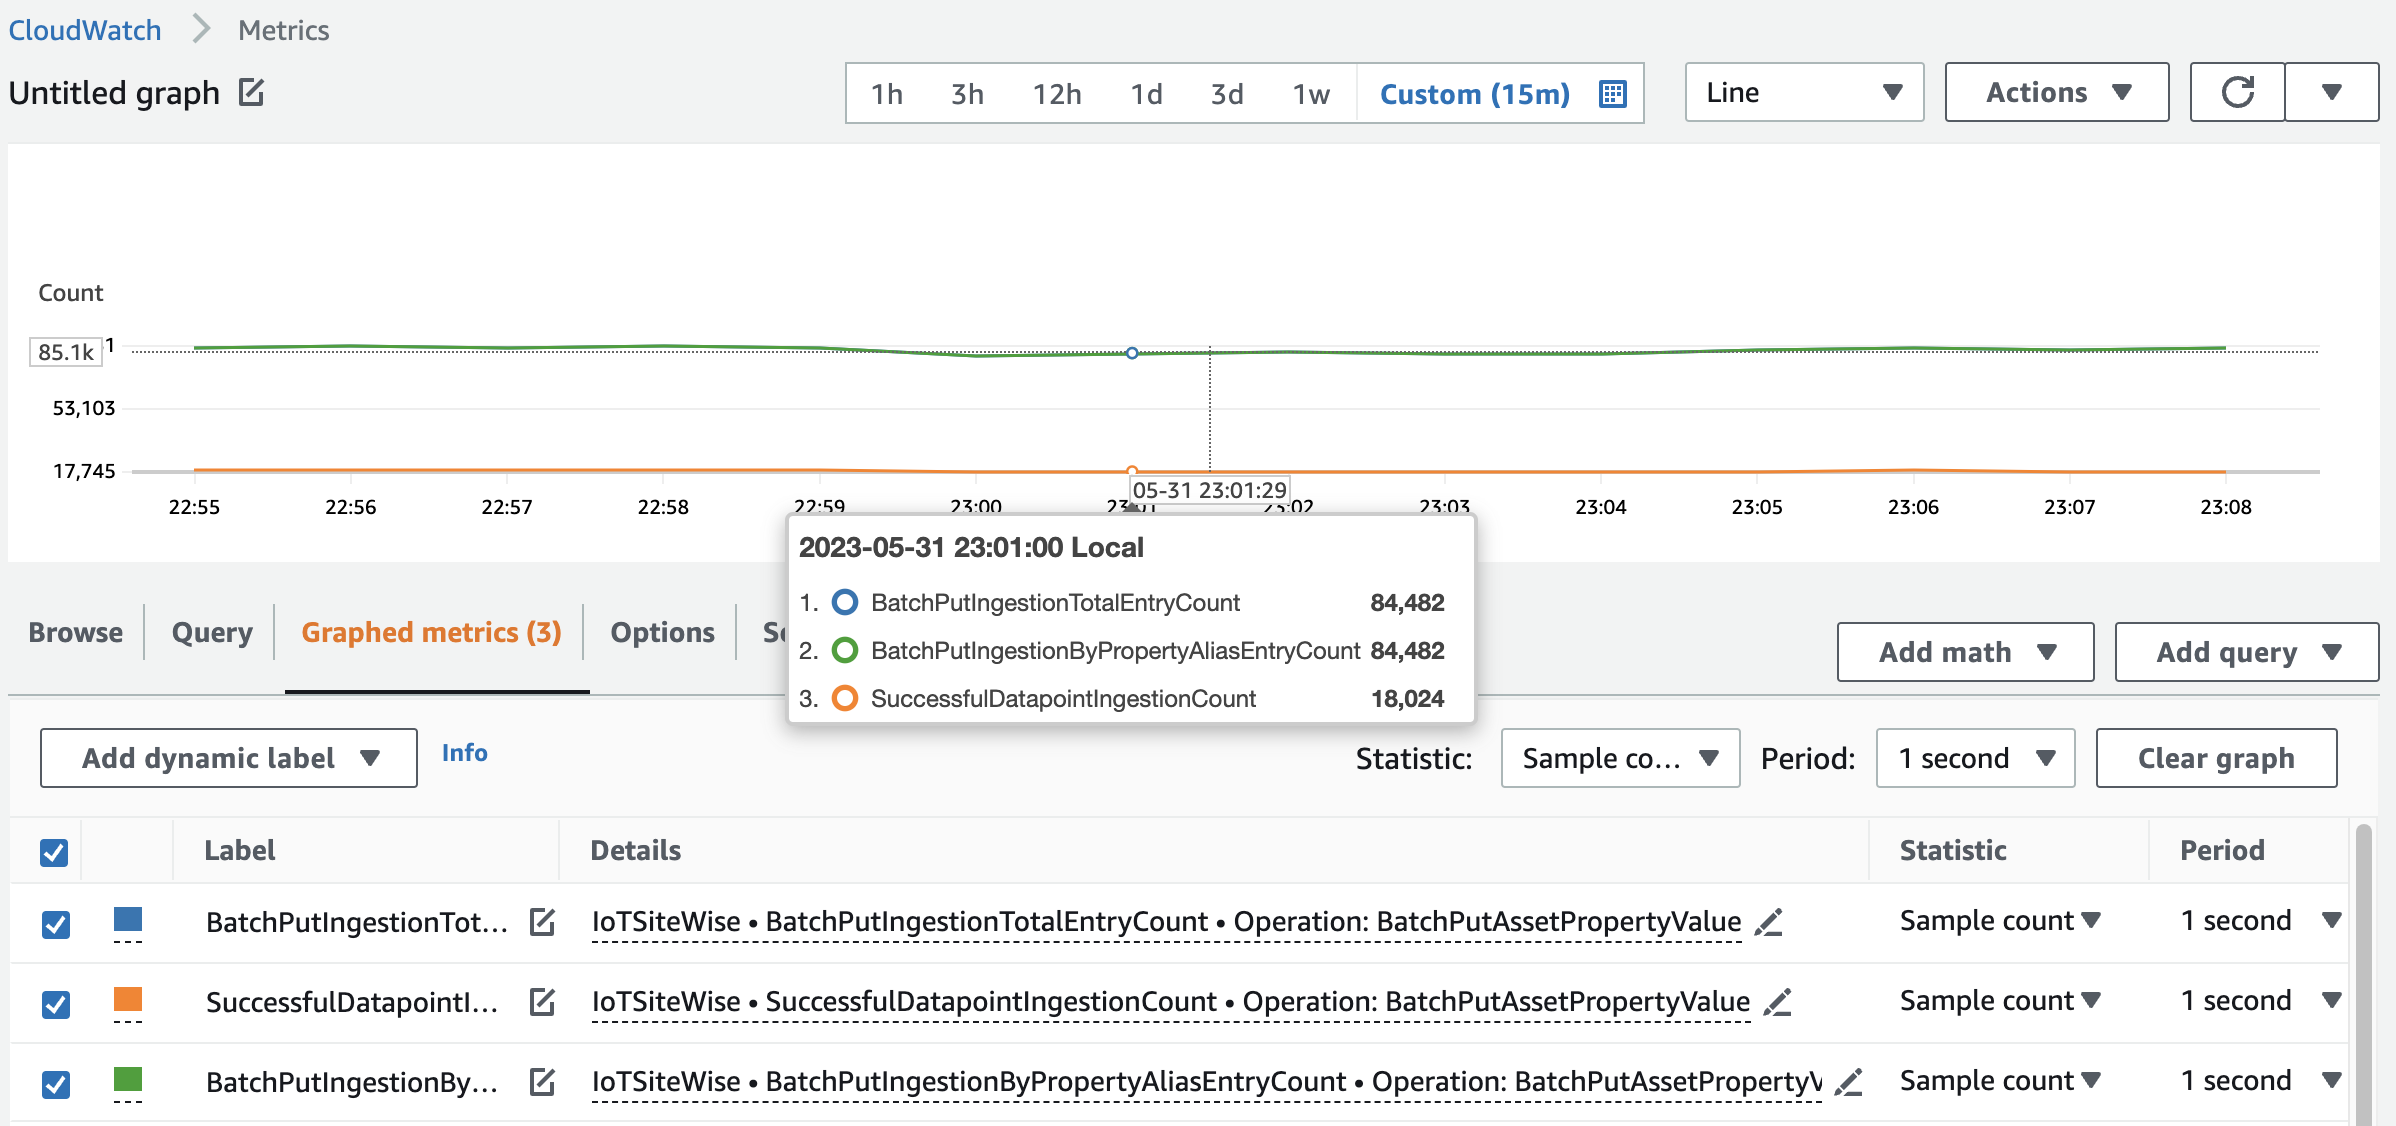 CloudWatch > Metrics
Untitled graph
1h 3h 12h 1d 3d 1w Custom (15m) Line Actions
Count
85.1k 1
53,103
17,745
22:55 22:56 22:57 22:58 22:59 23:00 23:01 23:02 23:03 23:04 23:05 23:06 23:07 23:08
05-31 23:01:29
2023-05-31 23:01:00 Local
1. BatchPutIngestionTotalEntryCount 84,482
2. BatchPutIngestionByPropertyAliasEntryCount 84,482
3. SuccessfulDatapointIngestionCount 18,024
Browse Query Graphed metrics (3) Options Add math Add query
Add dynamic label Info Statistic: Sample co... Period: 1 second Clear graph
Label Details Statistic Period
BatchPutIngestionTot... IoTSiteWise • BatchPutIngestionTotalEntryCount • Operation: BatchPutAssetPropertyValue Sample count 1 second
SuccessfulDatapointI... IoTSiteWise • SuccessfulDatapointIngestionCount • Operation: BatchPutAssetPropertyValue Sample count 1 second
BatchPutIngestionBy... IoTSiteWise • BatchPutIngestionByPropertyAliasEntryCount • Operation: BatchPutAssetPropertyV Sample count 1 second